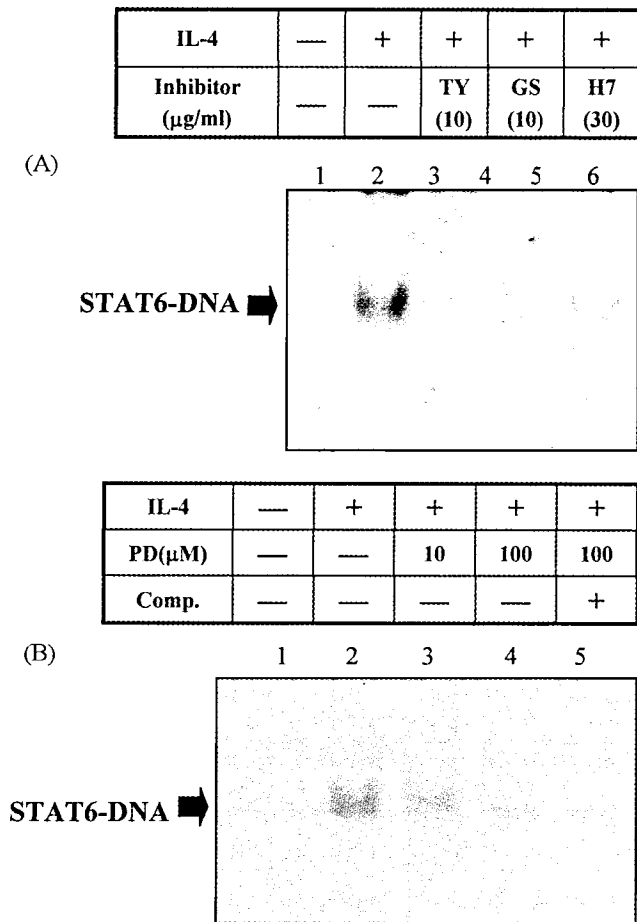 IL-4 — + + + +
Inhibitor (μg/ml) — — TY (10) GS (10) H7 (30)
(A)
1 2 3 4 5 6
STAT6-DNA
IL-4 — + + + +
PD(μM) — — 10 100 100
Comp. — — — — +
(B)
1 2 3 4 5
STAT6-DNA